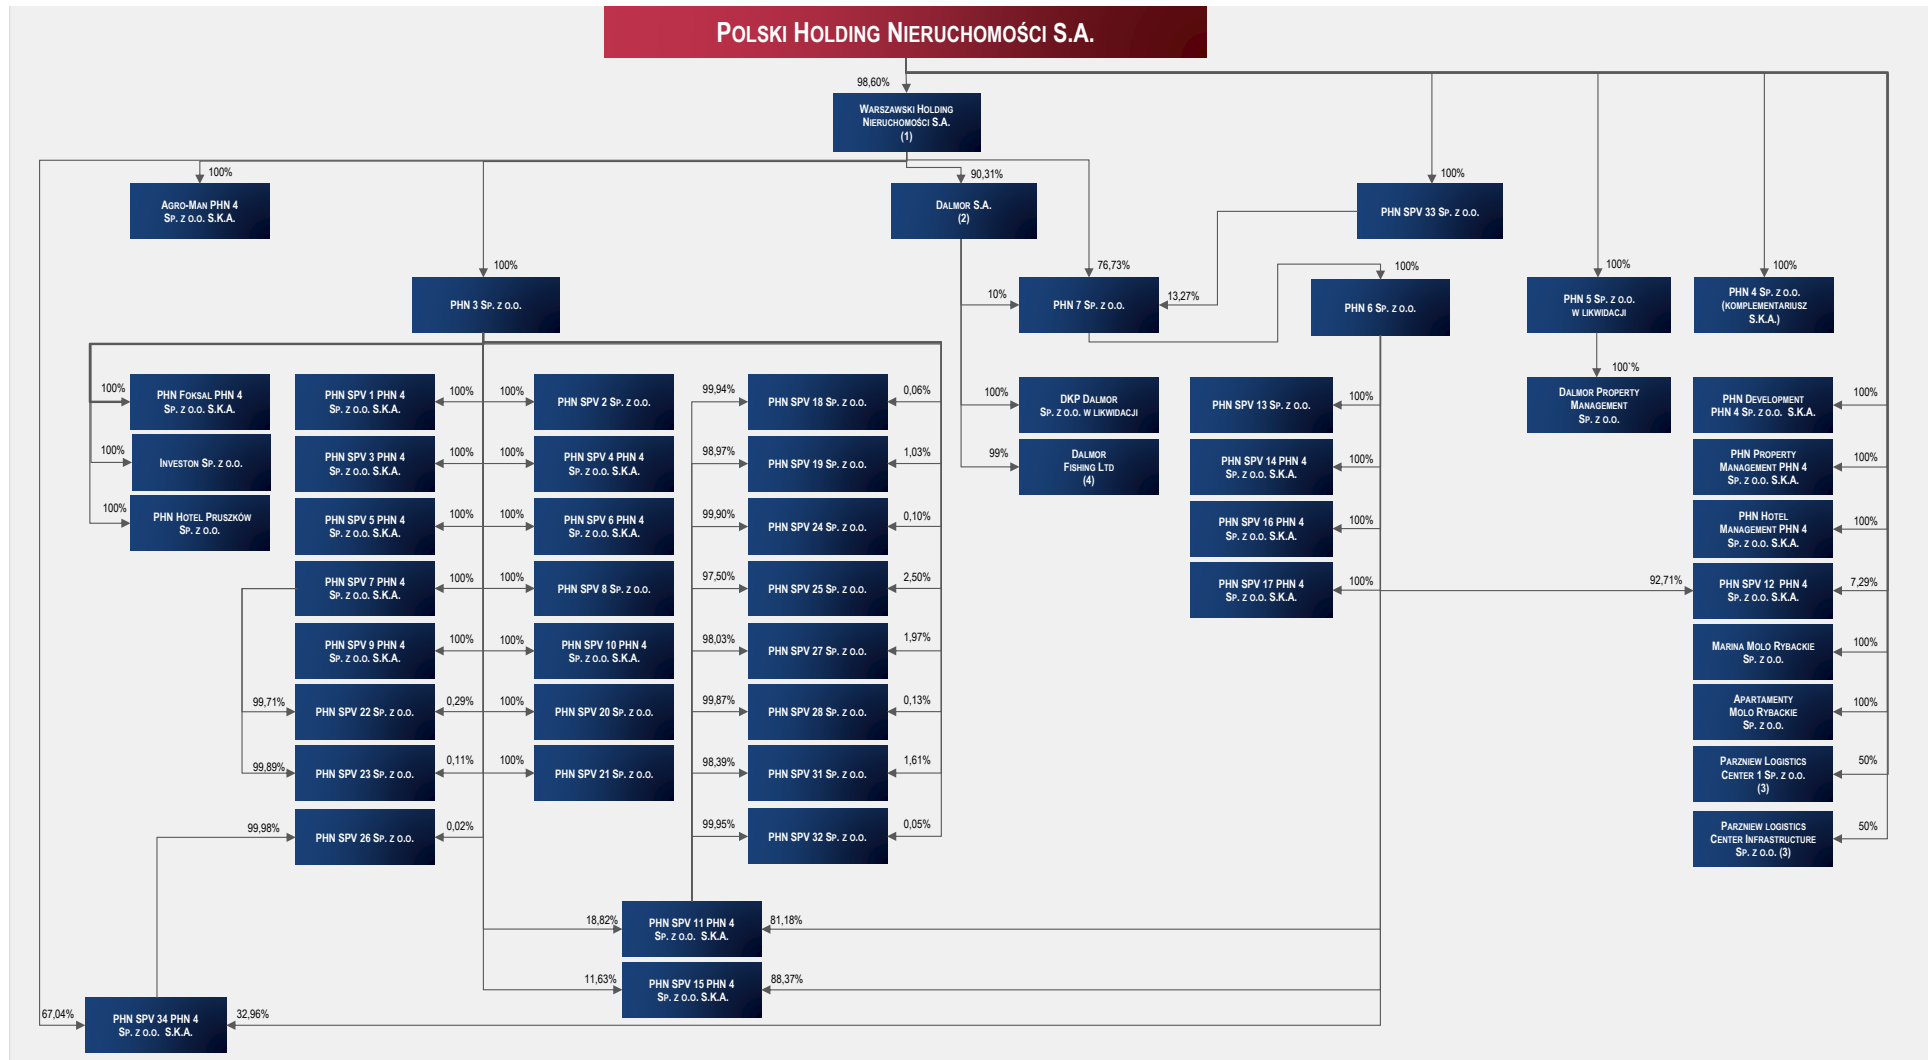 POLSKI HOLDING NIERUCHOMOŚCI S.A.
98,60%
WARSZAWSKI HOLDING
NIERUCHOMOŚCI S.A.
(1)
100%
90,31%
100%
AGRO-MAN PHN 4
SP. Z O.O. S.K.A.
DALMOR S.A.
(2)
PHN SPV 33 SP. Z O.O.
100%
76,73%
100%
100%
100%
PHN 3 SP. Z O.O.
10%
PHN 7 SP. Z O.O.
13,27%
PHN 6 SP. Z O.O.
PHN 5 SP. Z O.O.
W LIKWIDACJI
PHN 4 SP. Z O.O.
(KOMPLEMENTARIUSZ
S.K.A.)
100`%
100%
PHN FOKSAL PHN 4
SP. Z O.O. S.K.A.
PHN SPV 1 PHN 4
SP. Z O.O. S.K.A.
100%
100%
PHN SPV 2 SP. Z O.O.
99,94%
PHN SPV 18 SP. Z O.O.
0,06%
100%
DKP DALMOR
SP. Z O.O. W LIKWIDACJI
PHN SPV 13 SP. Z O.O.
100%
DALMOR PROPERTY
MANAGEMENT
SP. Z O.O.
PHN DEVELOPMENT
PHN 4 SP. Z O.O. S.K.A.
100%
100%
INVESTON SP. Z O.O.
PHN SPV 3 PHN 4
SP. Z O.O. S.K.A.
100%
100%
PHN SPV 4 PHN 4
SP. Z O.O. S.K.A.
98,97%
PHN SPV 19 SP. Z O.O.
1,03%
99%
DALMOR
FISHING LTD
(4)
PHN SPV 14 PHN 4
SP. Z O.O. S.K.A.
100%
PHN PROPERTY
MANAGEMENT PHN 4
SP. Z O.O. S.K.A.
100%
100%
PHN HOTEL PRUSZKÓW
SP. Z O.O.
PHN SPV 5 PHN 4
SP. Z O.O. S.K.A.
100%
100%
PHN SPV 6 PHN 4
SP. Z O.O. S.K.A.
99,90%
PHN SPV 24 SP. Z O.O.
0,10%
PHN SPV 16 PHN 4
SP. Z O.O. S.K.A.
100%
PHN HOTEL
MANAGEMENT PHN 4
SP. Z O.O. S.K.A.
100%
PHN SPV 7 PHN 4
SP. Z O.O. S.K.A.
100%
100%
PHN SPV 8 SP. Z O.O.
97,50%
PHN SPV 25 SP. Z O.O.
2,50%
PHN SPV 17 PHN 4
SP. Z O.O. S.K.A.
100%
92,71%
PHN SPV 12 PHN 4
SP. Z O.O. S.K.A.
7,29%
PHN SPV 9 PHN 4
SP. Z O.O. S.K.A.
100%
100%
PHN SPV 10 PHN 4
SP. Z O.O. S.K.A.
98,03%
PHN SPV 27 SP. Z O.O.
1,97%
MARINA MOLO RYBACKIE
SP. Z O.O.
100%
99,71%
PHN SPV 22 SP. Z O.O.
0,29%
100%
PHN SPV 20 SP. Z O.O.
99,87%
PHN SPV 28 SP. Z O.O.
0,13%
APARTAMENTY
MOLO RYBACKIE
SP. Z O.O.
100%
99,89%
PHN SPV 23 SP. Z O.O.
0,11%
100%
PHN SPV 21 SP. Z O.O.
98,39%
PHN SPV 31 SP. Z O.O.
1,61%
PARZNIEW LOGISTICS
CENTER 1 SP. Z O.O.
(3)
50%
99,98%
PHN SPV 26 SP. Z O.O.
0,02%
99,95%
PHN SPV 32 SP. Z O.O.
0,05%
PARZNIEW LOGISTICS
CENTER INFRASTRUCTURE
SP. Z O.O. (3)
50%
18,82%
PHN SPV 11 PHN 4
SP. Z O.O. S.K.A.
81,18%
11,63%
PHN SPV 15 PHN 4
SP. Z O.O. S.K.A.
88,37%
67,04%
PHN SPV 34 PHN 4
SP. Z O.O. S.K.A.
32,96%